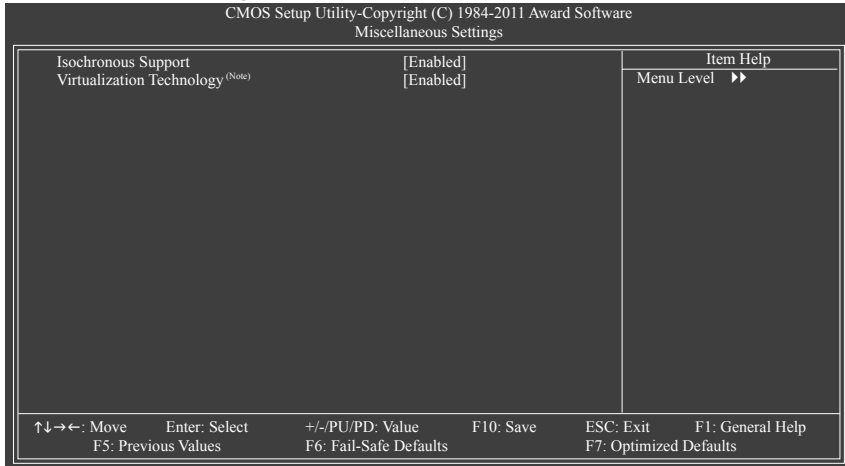 CMOS Setup Utility-Copyright (C) 1984-2011 Award Software
Miscellaneous Settings
Isochronous Support [Enabled]
Virtualization Technology (Note) [Enabled]
Item Help
Menu Level ▶▶
↑↓→←: Move Enter: Select +/-/PU/PD: Value F10: Save ESC: Exit F1: General Help
F5: Previous Values F6: Fail-Safe Defaults F7: Optimized Defaults